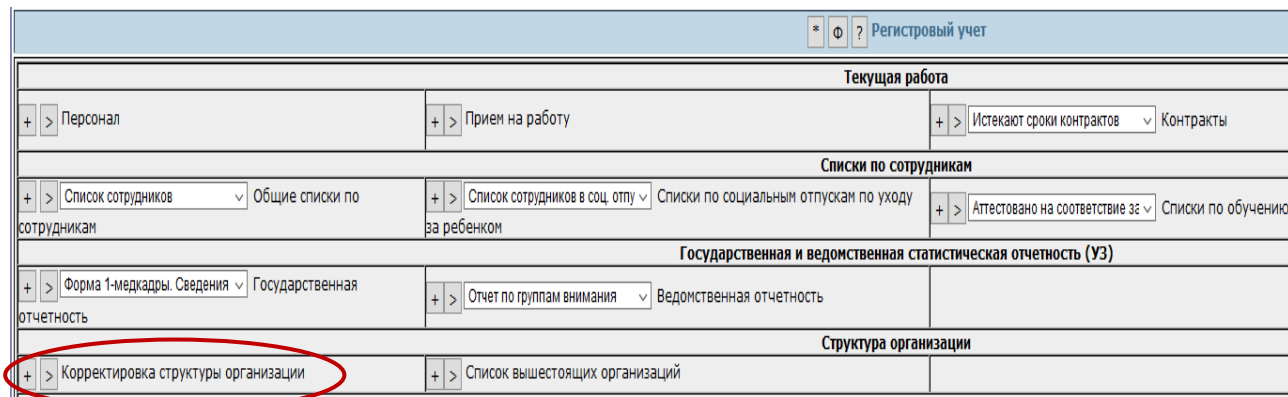 * Ф ? Регистровый учет
Текущая работа
+ > Персонал
+ > Прием на работу
+ > Истекают сроки контрактов Контракты
Списки по сотрудникам
+ > Список сотрудников Общие списки по
сотрудникам
+ > Список сотрудников в соц. отпу Списки по социальным отпускам по уходу
за ребенком
+ > Аттестовано на соответствие за Списки по обучению
Государственная и ведомственная статистическая отчетность (УЗ)
+ > Форма 1-медкадры. Сведения Государственная
отчетность
+ > Отчет по группам внимания Ведомственная отчетность
Структура организации
+ > Корректировка структуры организации
+ > Список вышестоящих организаций